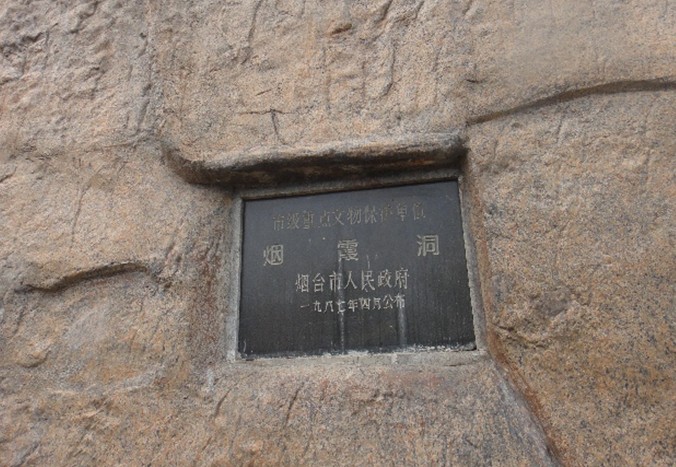 市级重点文物保护单位
烟霞洞
烟台市人民政府
一九八七年四月公布